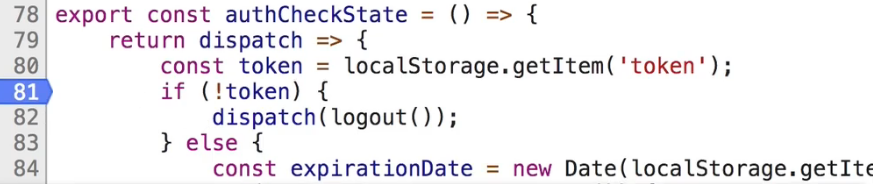 78 export const authCheckState = () => {
79 return dispatch => {
80 const token = localStorage.getItem('token');
81 if (!token) {
82 dispatch(logout());
83 } else {
84 const expirationDate = new Date(localStorage.getIte